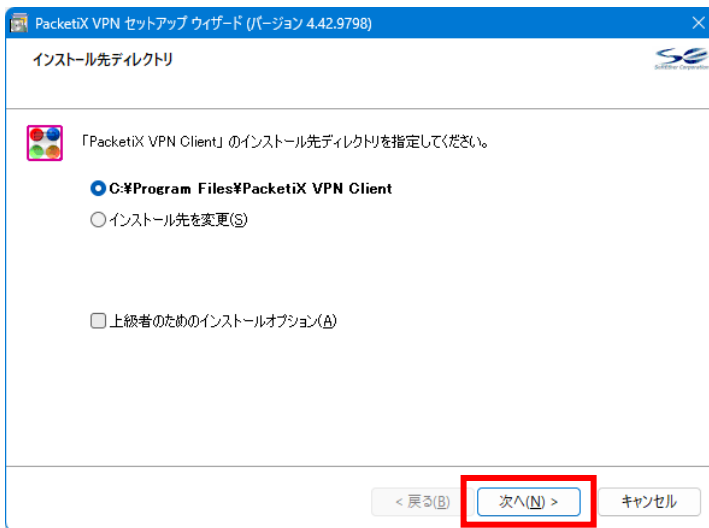 PacketiX VPN セットアップ ウィザード (バージョン 4.42.9798)
インストール先ディレクトリ
SoftEther Corporation
「PacketiX VPN Client」 のインストール先ディレクトリを指定してください。
C:¥Program Files¥PacketiX VPN Client
インストール先を変更(S)
上級者のためのインストールオプション(A)
< 戻る(B)
次へ(N) >
キャンセル